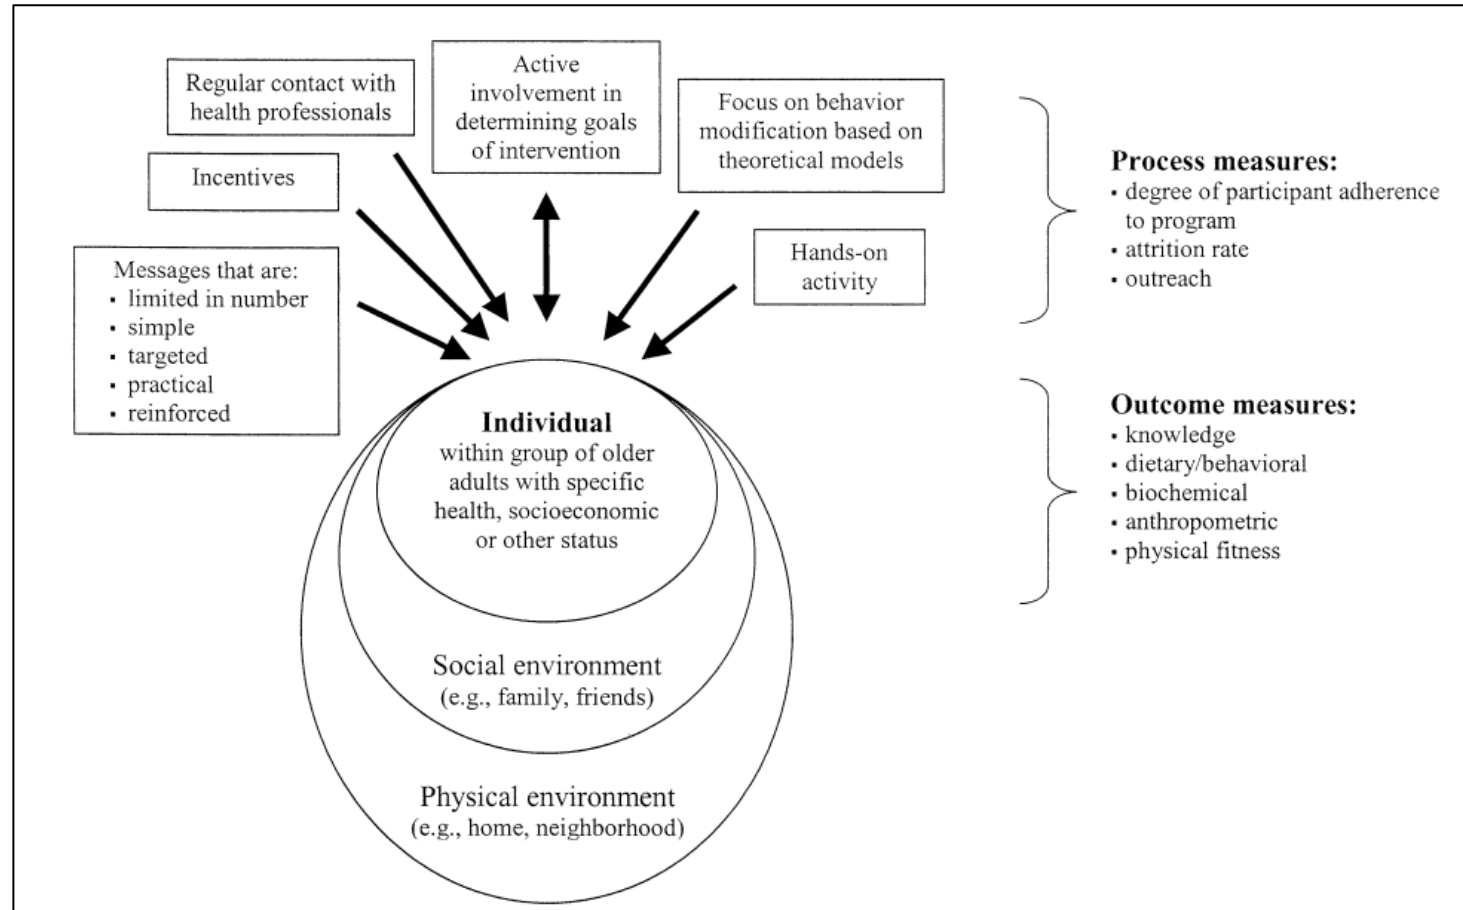 Regular contact with
health professionals
Active
involvement in
determining goals
of intervention
Focus on behavior
modification based on
theoretical models
Incentives
Hands-on
activity
Messages that are:
▪ limited in number
▪ simple
▪ targeted
▪ practical
▪ reinforced
Individual
within group of older
adults with specific
health, socioeconomic
or other status
Social environment
(e.g., family, friends)
Physical environment
(e.g., home, neighborhood)
Process measures:
▪ degree of participant adherence
to program
▪ attrition rate
▪ outreach
Outcome measures:
▪ knowledge
▪ dietary/behavioral
▪ biochemical
▪ anthropometric
▪ physical fitness